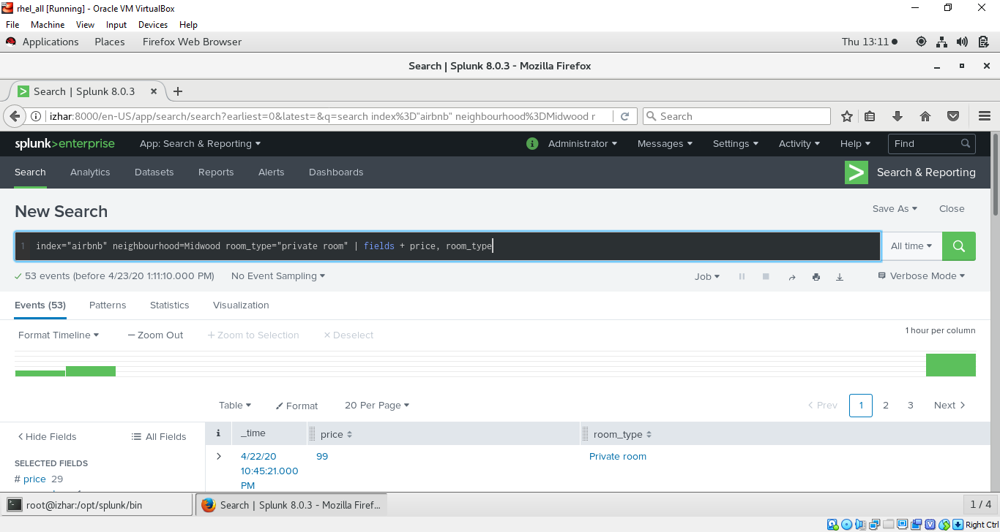 rhel_all [Running] - Oracle VM VirtualBox
File Machine View Input Devices Help
Applications Places Firefox Web Browser Thu 13:11
Search | Splunk 8.0.3 - Mozilla Firefox
Search | Splunk 8.0.3
izhar:8000/en-US/app/search/search?earliest=0&latest=&q=search index%3D"airbnb" neighbourhood%3DMidwood r Search
splunk>enterprise App: Search & Reporting Administrator Messages Settings Activity Help Find
Search Analytics Datasets Reports Alerts Dashboards Search & Reporting
New Search Save As Close
1 index="airbnb" neighbourhood=Midwood room_type="private room" | fields + price, room_type All time
53 events (before 4/23/20 1:11:10.000 PM) No Event Sampling Job Verbose Mode
Events (53) Patterns Statistics Visualization
Format Timeline — Zoom Out + Zoom to Selection × Deselect 1 hour per column
Table Format 20 Per Page < Prev 1 2 3 Next >
< Hide Fields All Fields i _time price room_type
SELECTED FIELDS > 4/22/20 99 Private room
10:45:21.000
# price 29 PM
root@izhar:/opt/splunk/bin Search | Splunk 8.0.3 - Mozilla Firef... 1 / 4
Right Ctrl